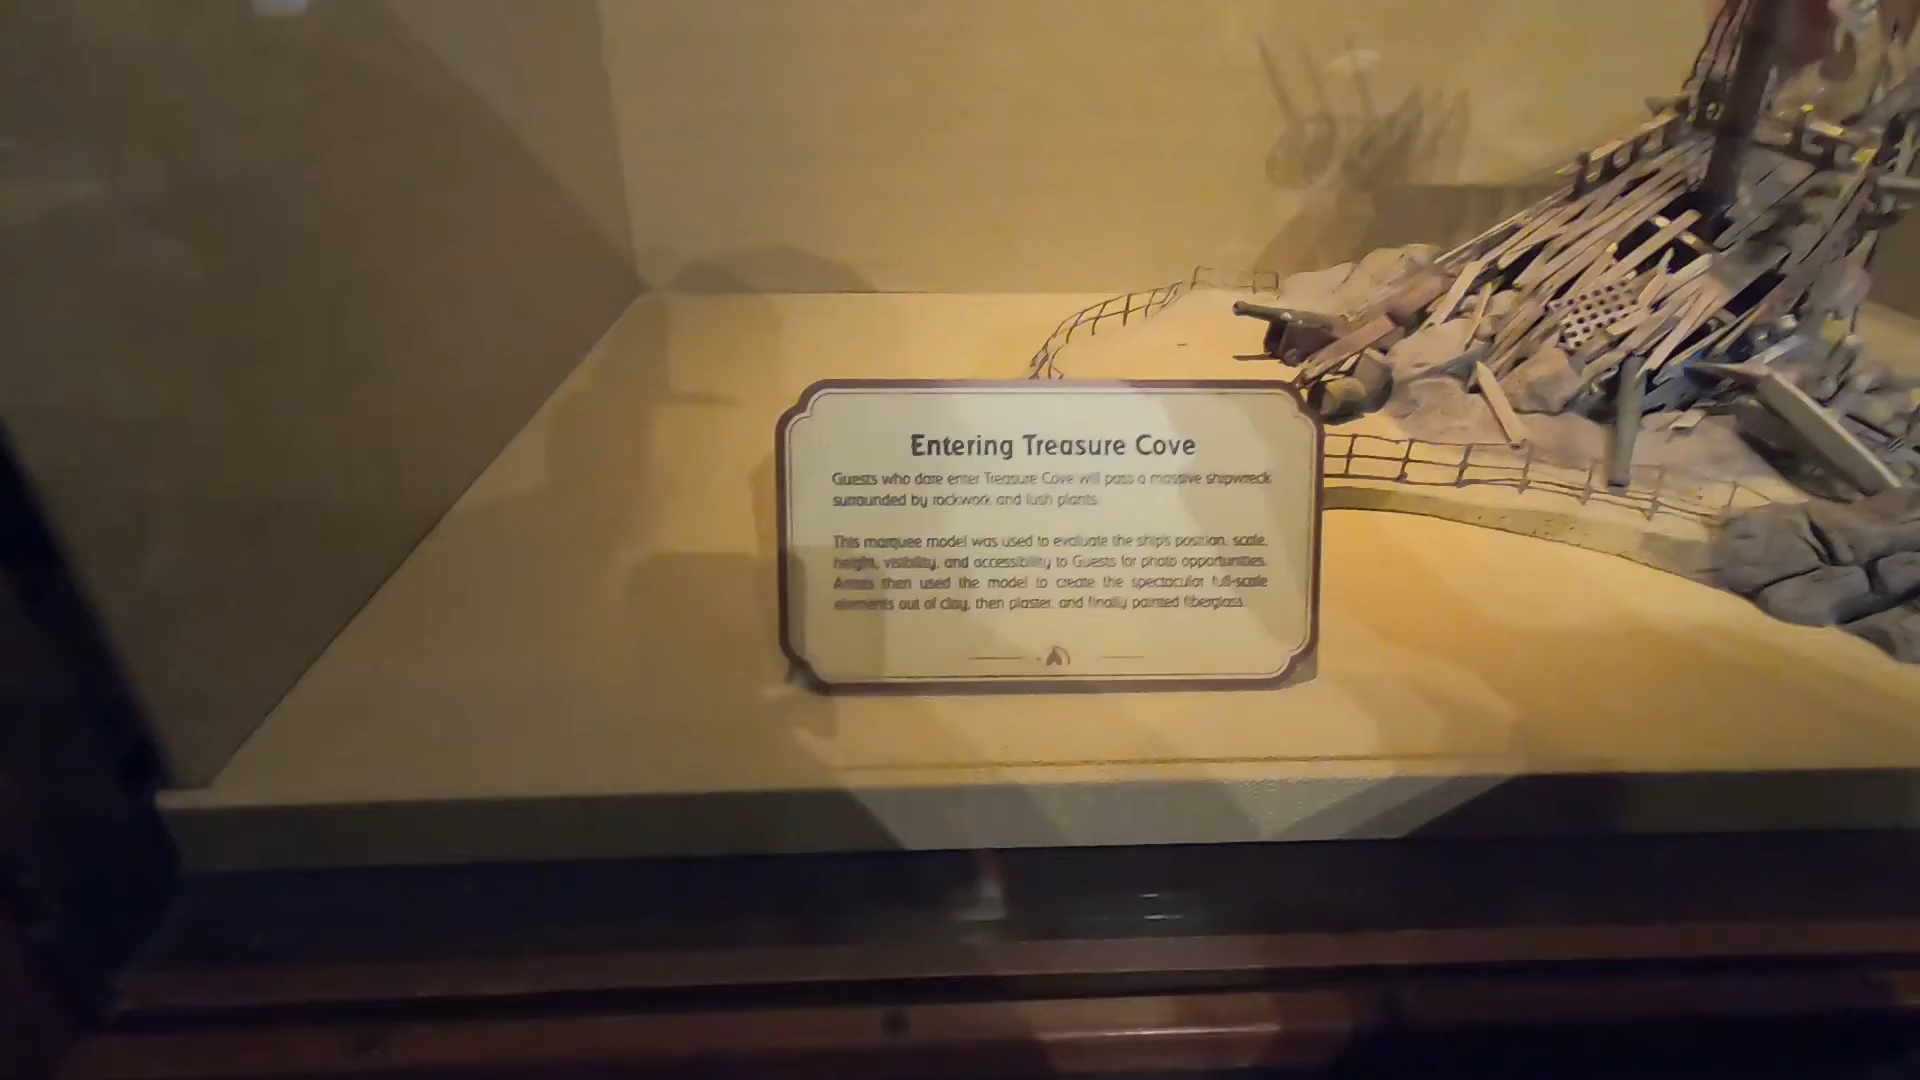 Entering Treasure Cove
Guests who dare enter Treasure Cove will pass a massive shipwreck
surrounded by rockwork and lush plants.
This marquee model was used to evaluate the ship's position, scale,
height, visibility, and accessibility to Guests for photo opportunities.
Artists then used the model to create the spectacular full-scale
elements out of clay, then plaster, and finally painted fiberglass.